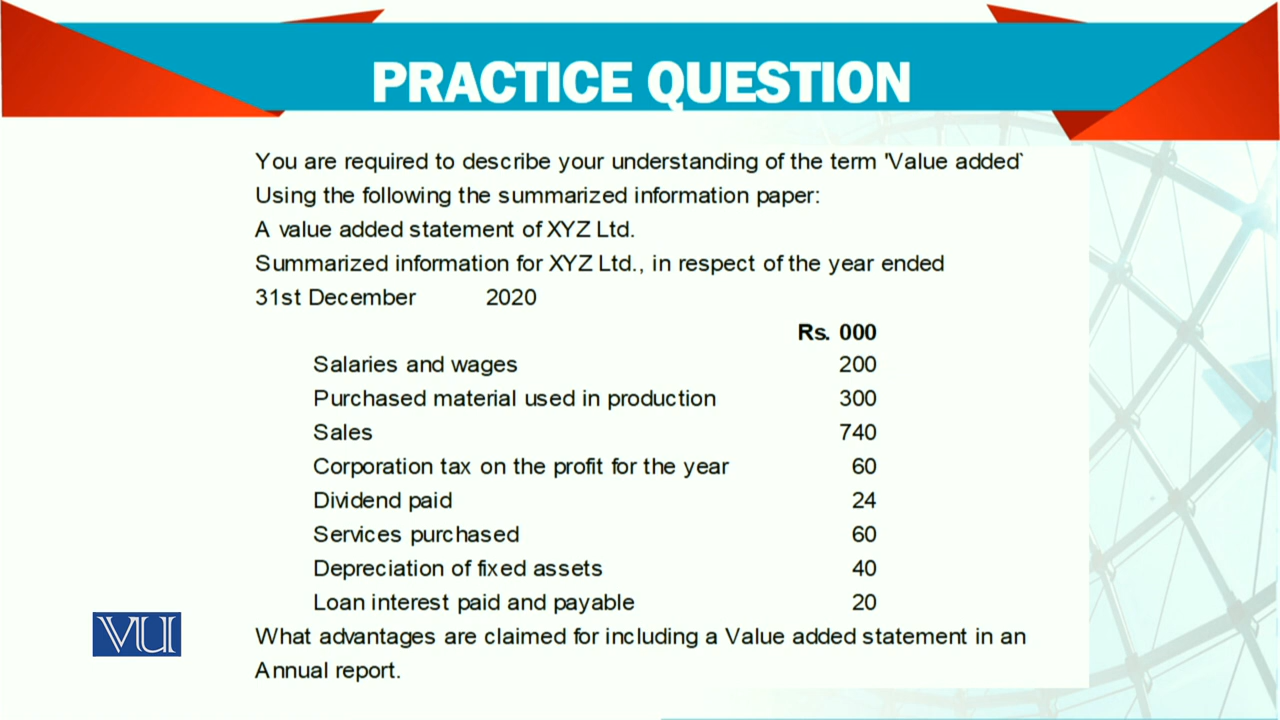 PRACTICE QUESTION
You are required to describe your understanding of the term 'Value added`
Using the following the summarized information paper:
A value added statement of XYZ Ltd.
Summarized information for XYZ Ltd., in respect of the year ended
31st December 2020
Rs. 000
Salaries and wages 200
Purchased material used in production 300
Sales 740
Corporation tax on the profit for the year 60
Dividend paid 24
Services purchased 60
Depreciation of fixed assets 40
Loan interest paid and payable 20
VU
What advantages are claimed for including a Value added statement in an
Annual report.